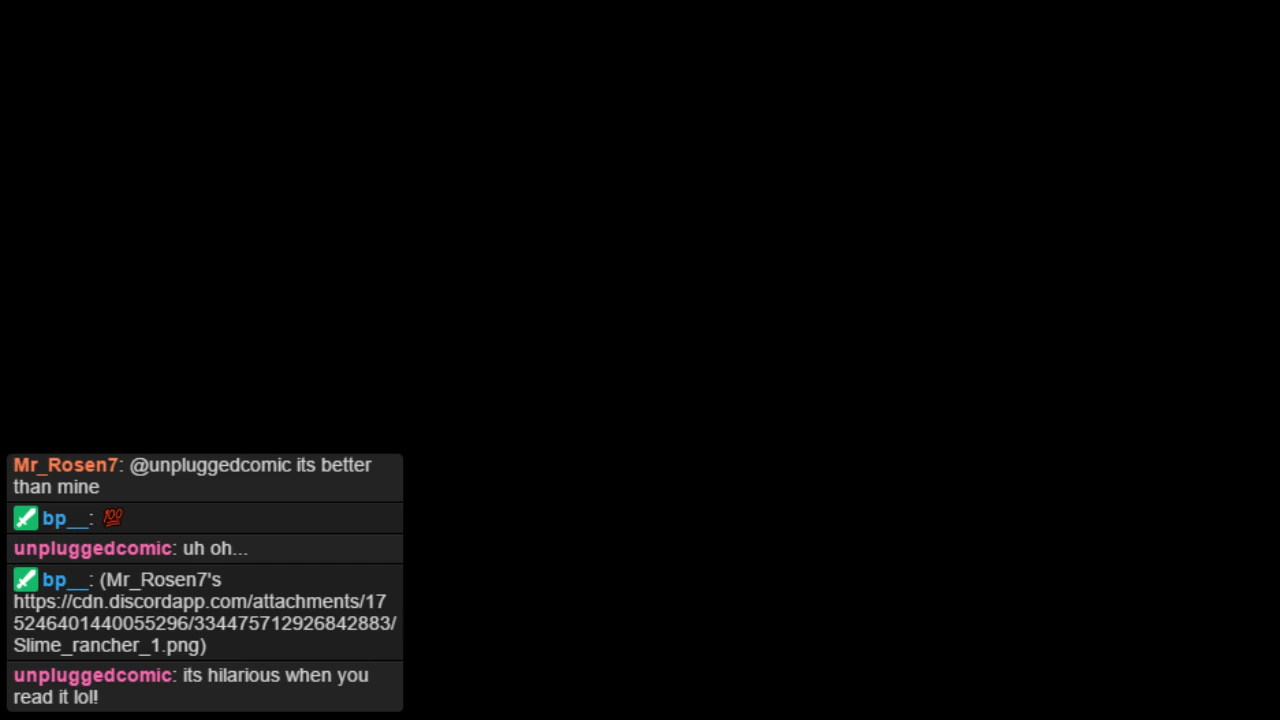 Mr_Rosen7: @unpluggedcomic its better
than mine
bp__: 💯
unpluggedcomic: uh oh...
bp__: (Mr_Rosen7's
https://cdn.discordapp.com/attachments/17
5246401440055296/334475712926842883/
Slime_rancher_1.png)
unpluggedcomic: its hilarious when you
read it lol!